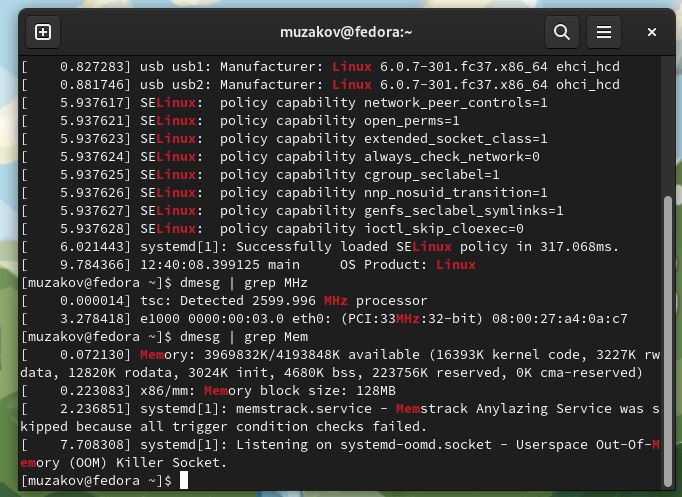 muzakov@fedora:~
[    0.827283] usb usb1: Manufacturer: Linux 6.0.7-301.fc37.x86_64 ehci_hcd
[    0.881746] usb usb2: Manufacturer: Linux 6.0.7-301.fc37.x86_64 ohci_hcd
[    5.937617] SELinux:  policy capability network_peer_controls=1
[    5.937621] SELinux:  policy capability open_perms=1
[    5.937623] SELinux:  policy capability extended_socket_class=1
[    5.937624] SELinux:  policy capability always_check_network=0
[    5.937625] SELinux:  policy capability cgroup_seclabel=1
[    5.937626] SELinux:  policy capability nnp_nosuid_transition=1
[    5.937627] SELinux:  policy capability genfs_seclabel_symlinks=1
[    5.937628] SELinux:  policy capability ioctl_skip_cloexec=0
[    6.021443] systemd[1]: Successfully loaded SELinux policy in 317.068ms.
[    9.784366] 12:40:08.399125 main     OS Product: Linux
[muzakov@fedora ~]$ dmesg | grep MHz
[    0.000014] tsc: Detected 2599.996 MHz processor
[    3.278418] e1000 0000:00:03.0 eth0: (PCI:33MHz:32-bit) 08:00:27:a4:0a:c7
[muzakov@fedora ~]$ dmesg | grep Mem
[    0.072130] Memory: 3969832K/4193848K available (16393K kernel code, 3227K rw
data, 12820K rodata, 3024K init, 4680K bss, 223756K reserved, 0K cma-reserved)
[    0.223083] x86/mm: Memory block size: 128MB
[    2.236851] systemd[1]: memstrack.service - Memstrack Anylazing Service was s
kipped because all trigger condition checks failed.
[    7.708308] systemd[1]: Listening on systemd-oomd.socket - Userspace Out-Of-M
emory (OOM) Killer Socket.
[muzakov@fedora ~]$